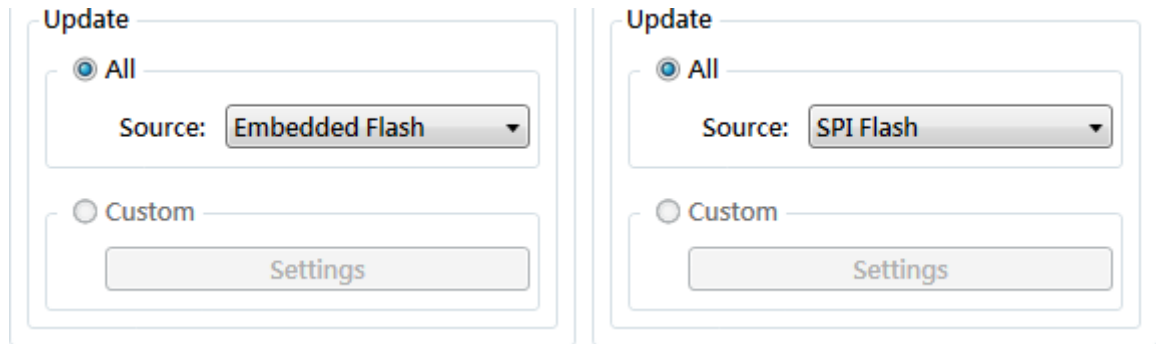 Update
All
Source: Embedded Flash
Custom
Settings
Update
All
Source: SPI Flash
Custom
Settings